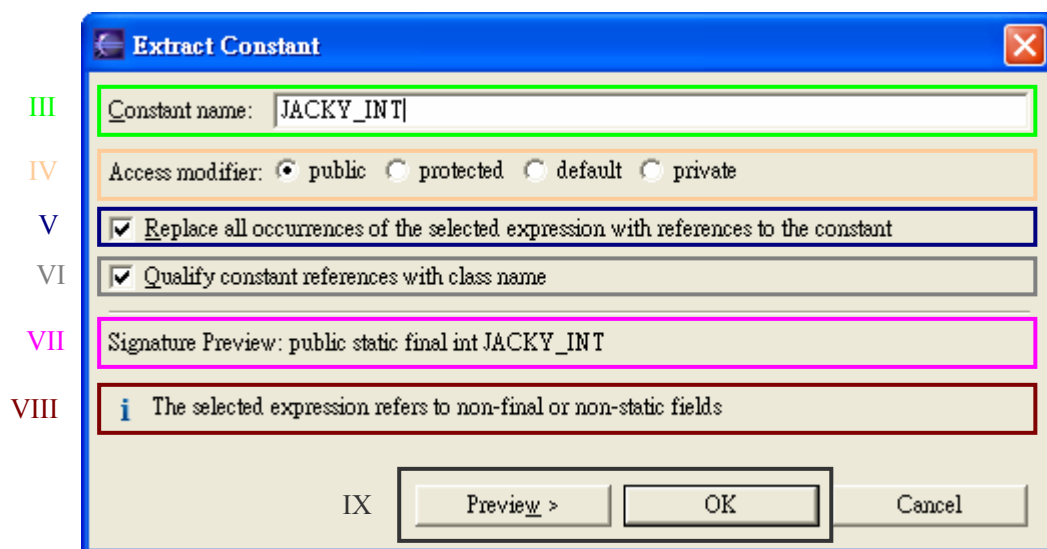 Extract Constant
III Constant name: JACKY_INT
IV Access modifier: public protected default private
V Replace all occurrences of the selected expression with references to the constant
VI Qualify constant references with class name
VII Signature Preview: public static final int JACKY_INT
VIII i The selected expression refers to non-final or non-static fields
IX Preview > OK Cancel